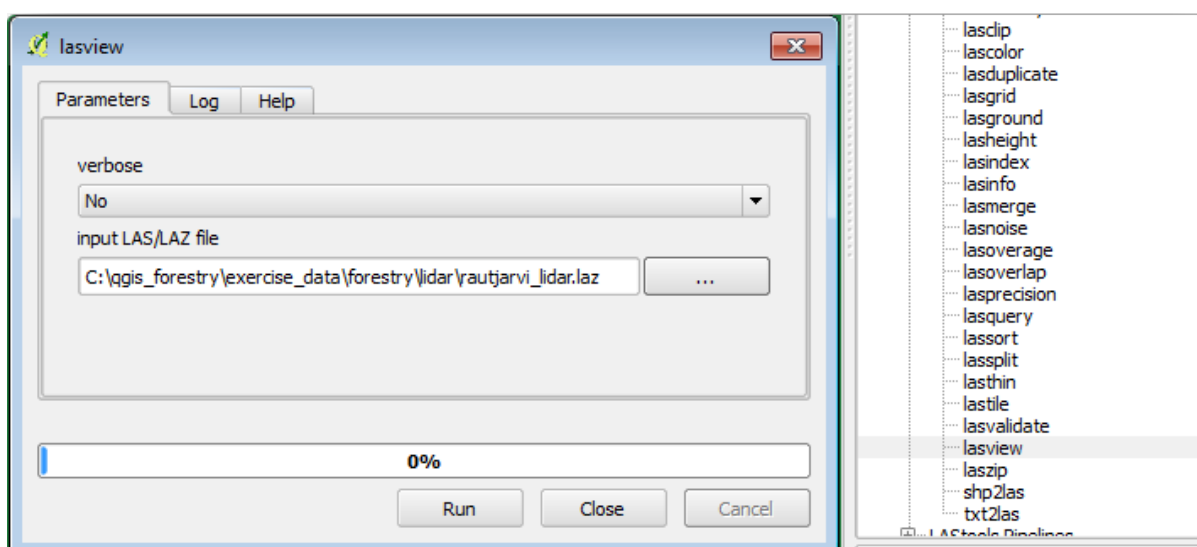 lasview
Parameters
Log
Help
verbose
No
input LAS/LAZ file
C:\qgis_forestry\exercise_data\forestry\lidar\rautjarvi_lidar.laz
...
0%
Run
Close
Cancel
lasclip
lascolor
lasduplicate
lasgrid
lasground
lasheight
lasindex
lasinfo
lasmerge
lasnoise
lasoverage
lasoverlap
lasprecision
lasquery
lassort
lassplit
lasthin
lastile
lasvalidate
lasview
laszip
shp2las
txt2las
LAStools Pipelines